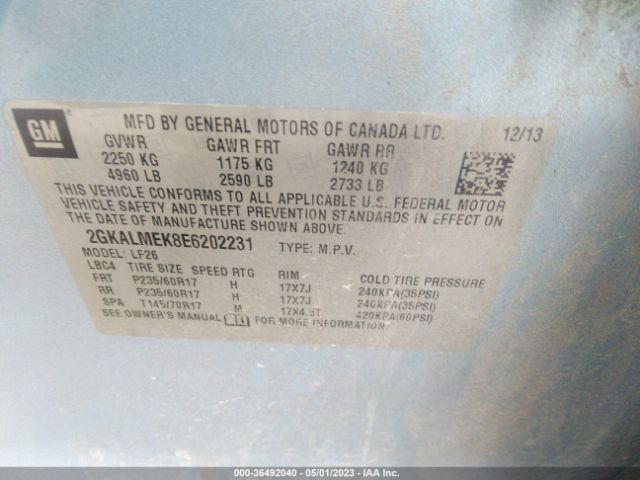 GM
MFD BY GENERAL MOTORS OF CANADA LTD. 12/13
GVWR GAWR FRT GAWR RR
2250 KG 1175 KG 1240 KG
4960 LB 2590 LB 2733 LB
THIS VEHICLE CONFORMS TO ALL APPLICABLE U.S. FEDERAL MOTOR
VEHICLE SAFETY AND THEFT PREVENTION STANDARDS IN EFFECT ON
THE DATE OF MANUFACTURE SHOWN ABOVE.
2GKALMEK8E6202231 TYPE: M.P.V.
MODEL: LF26
LBC4 TIRE SIZE SPEED RTG RIM COLD TIRE PRESSURE
FRT P235/60R17 H 17X7J 240KPA(35PSI)
RR P235/60R17 H 17X7J 240KPA(35PSI)
SPA T145/70R17 M 17X4.5T 420KPA(60PSI)
SEE OWNER'S MANUAL FOR MORE INFORMATION.
000-36492040 - 05/01/2023 - IAA Inc.